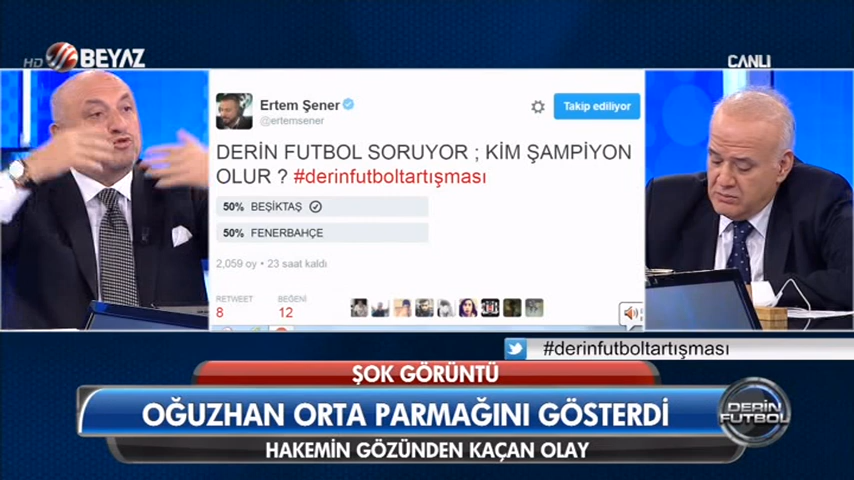 HD BEYAZ
CANLI
Ertem Şener
@ertemsener
Takip ediliyor
DERİN FUTBOL SORUYOR ; KİM ŞAMPİYON
OLUR ? #derinfutboltartışması
50% BEŞİKTAŞ
50% FENERBAHÇE
2,059 oy • 23 saat kaldı
RETWEET
BEĞENİ
8
12
#derinfutboltartışması
ŞOK GÖRÜNTÜ
OĞUZHAN ORTA PARMAĞINI GÖSTERDİ
HAKEMİN GÖZÜNDEN KAÇAN OLAY
DERİN
FUTBOL